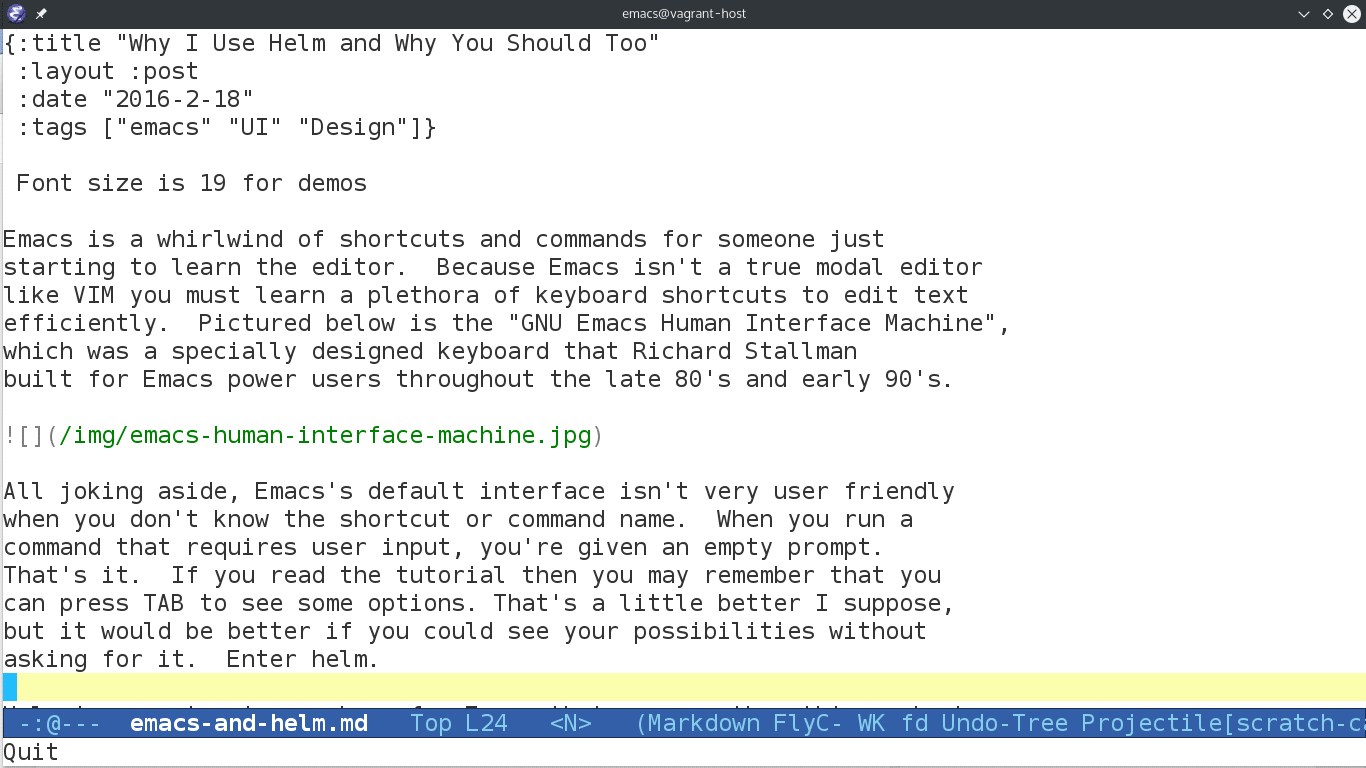 emacs@vagrant-host
{:title "Why I Use Helm and Why You Should Too"
:layout :post
:date "2016-2-18"
:tags ["emacs" "UI" "Design"]}
Font size is 19 for demos
Emacs is a whirlwind of shortcuts and commands for someone just
starting to learn the editor.  Because Emacs isn't a true modal editor
like VIM you must learn a plethora of keyboard shortcuts to edit text
efficiently.  Pictured below is the "GNU Emacs Human Interface Machine",
which was a specially designed keyboard that Richard Stallman
built for Emacs power users throughout the late 80's and early 90's.
![](/img/emacs-human-interface-machine.jpg)
All joking aside, Emacs's default interface isn't very user friendly
when you don't know the shortcut or command name.  When you run a
command that requires user input, you're given an empty prompt.
That's it.  If you read the tutorial then you may remember that you
can press TAB to see some options. That's a little better I suppose,
but it would be better if you could see your possibilities without
asking for it.  Enter helm.
-:@---  emacs-and-helm.md   Top L24   <N>   (Markdown FlyC- WK fd Undo-Tree Projectile[scratch-ca
Quit